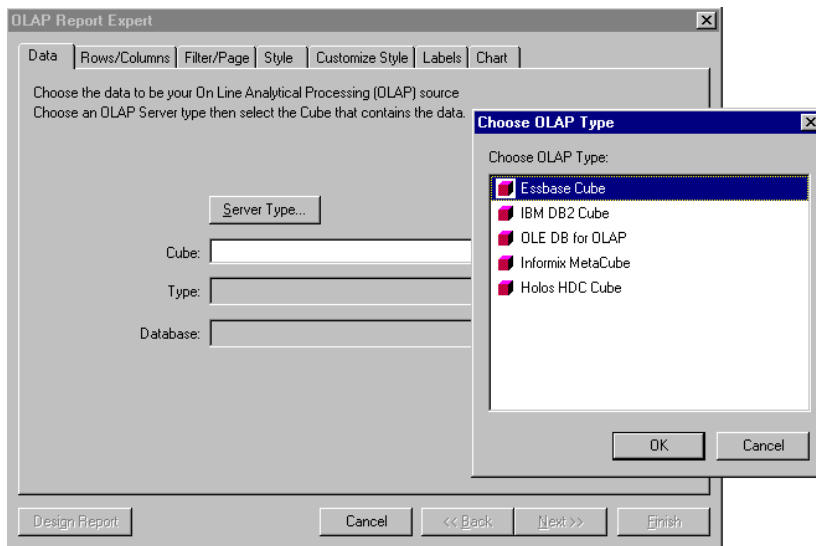 OLAP Report Expert
Data Rows/Columns Filter/Page Style Customize Style Labels Chart
Choose the data to be your On Line Analytical Processing (OLAP) source
Choose an OLAP Server type then select the Cube that contains the data.
Server Type...
Cube:
Type:
Database:
Choose OLAP Type
Choose OLAP Type:
Essbase Cube
IBM DB2 Cube
OLE DB for OLAP
Informix MetaCube
Holos HDC Cube
OK Cancel
Design Report Cancel << Back Next >> Finish